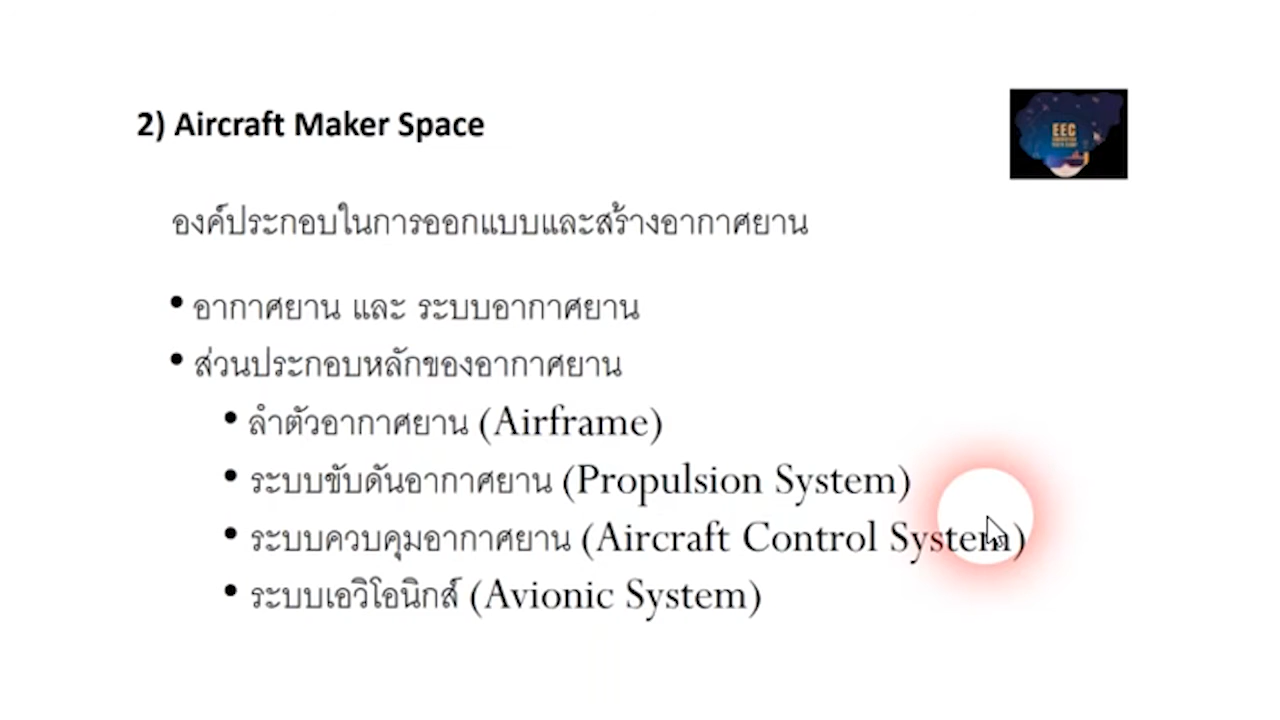 2) Aircraft Maker Space
EEC
องค์ประกอบในการออกแบบและสร้างอากาศยาน
• อากาศยาน และ ระบบอากาศยาน
• ส่วนประกอบหลักของอากาศยาน
• ลำตัวอากาศยาน (Airframe)
• ระบบขับดันอากาศยาน (Propulsion System)
• ระบบควบคุมอากาศยาน (Aircraft Control System)
• ระบบเอวิโอนิกส์ (Avionic System)